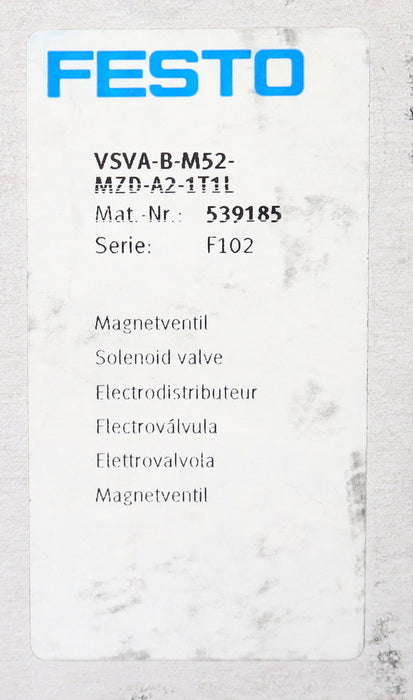 FESTO
VSVA-B-M52-
MZD-A2-1T1L
Mat.-Nr.: 539185
Serie: F102
Magnetventil
Solenoid valve
Electrodistributeur
Electroválvula
Elettrovalvola
Magnetventil